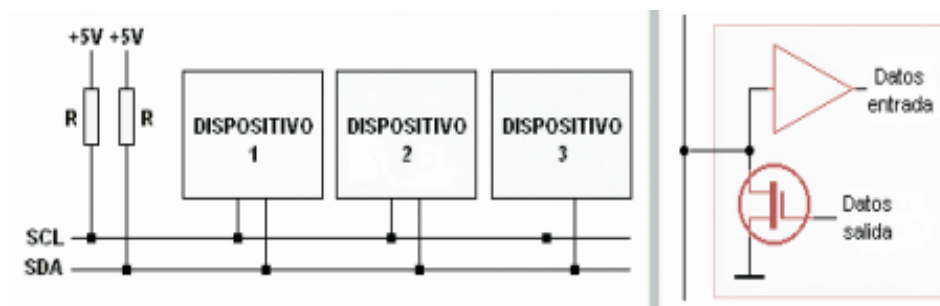 +5V +5V
R
R
DISPOSITIVO
1
DISPOSITIVO
2
DISPOSITIVO
3
SCL
SDA
Datos
entrada
Datos
salida